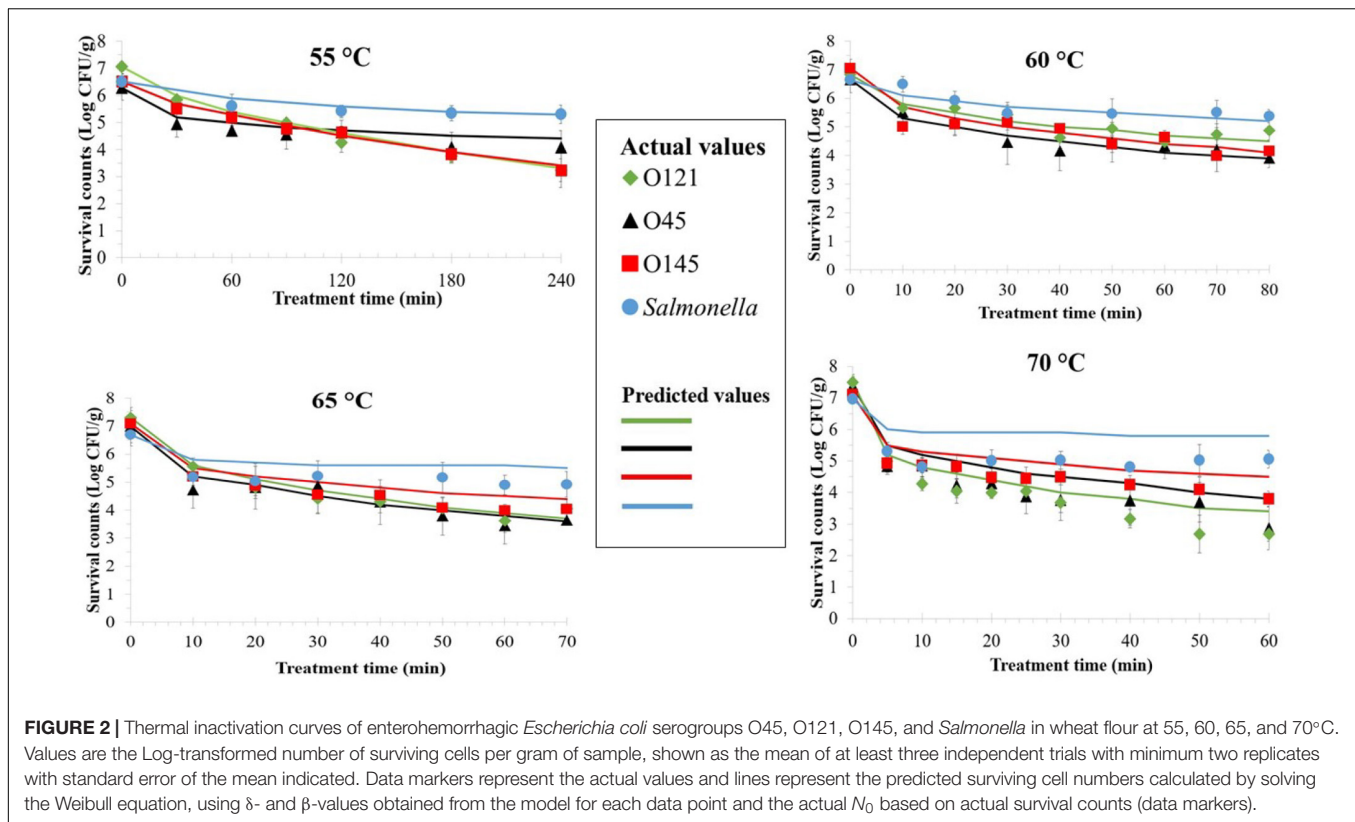 55 °C
Survival counts (Log CFU/g)
8
7
6
5
4
3
2
1
0
0 60 120 180 240
Treatment time (min)
60 °C
Survival counts (Log CFU/g)
8
7
6
5
4
3
2
1
0
0 10 20 30 40 50 60 70 80
Treatment time (min)
Actual values
O121
O45
O145
Salmonella
Predicted values
65 °C
Survival counts (Log CFU/g)
8
7
6
5
4
3
2
1
0
0 10 20 30 40 50 60 70
Treatment time (min)
70 °C
Survival counts (Log CFU/g)
8
7
6
5
4
3
2
1
0
0 10 20 30 40 50 60
Treatment time (min)
FIGURE 2 | Thermal inactivation curves of enterohemorrhagic Escherichia coli serogroups O45, O121, O145, and Salmonella in wheat flour at 55, 60, 65, and 70°C.
Values are the Log-transformed number of surviving cells per gram of sample, shown as the mean of at least three independent trials with minimum two replicates
with standard error of the mean indicated. Data markers represent the actual values and lines represent the predicted surviving cell numbers calculated by solving
the Weibull equation, using δ- and β-values obtained from the model for each data point and the actual N0 based on actual survival counts (data markers).